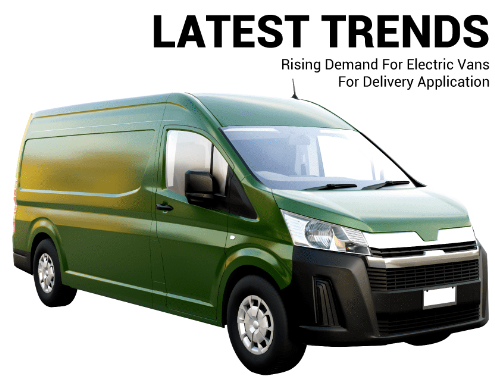 LATEST TRENDS
Rising Demand For Electric Vans
For Delivery Application